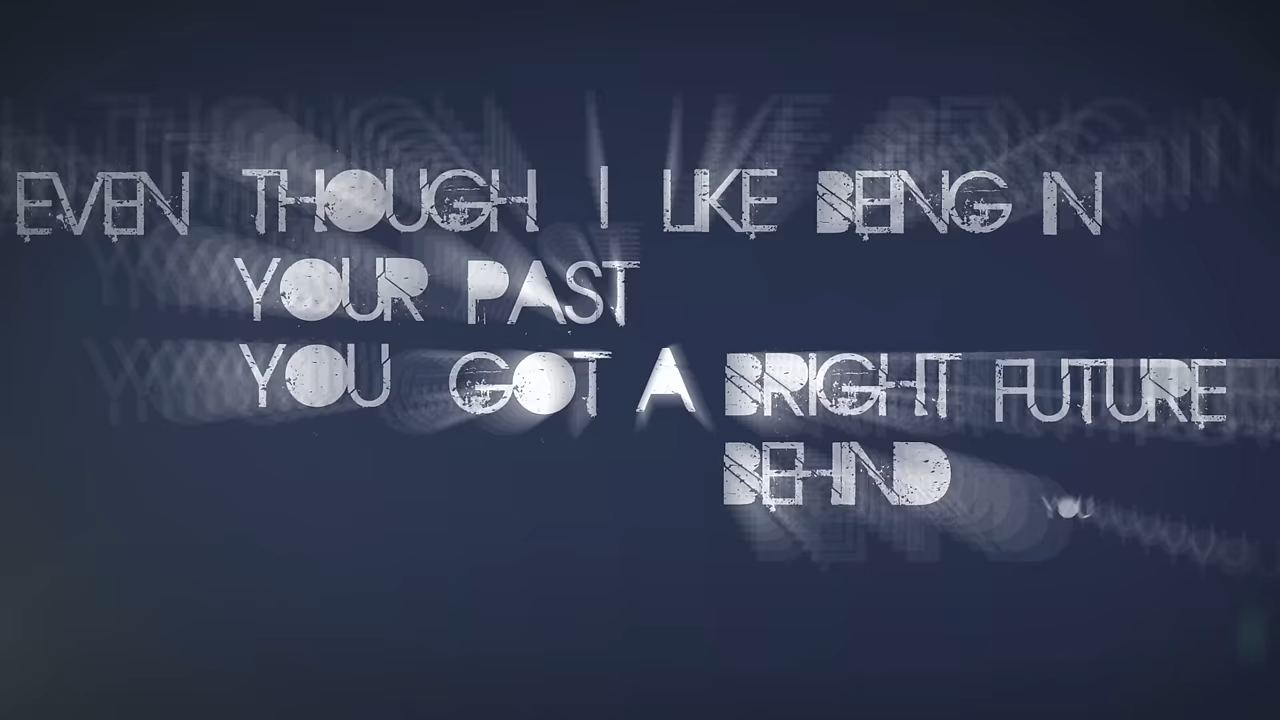 EVEN THOUGH I LIKE BEING IN
YOUR PAST
YOU GOT A BRIGHT FUTURE
BEHIND YOU